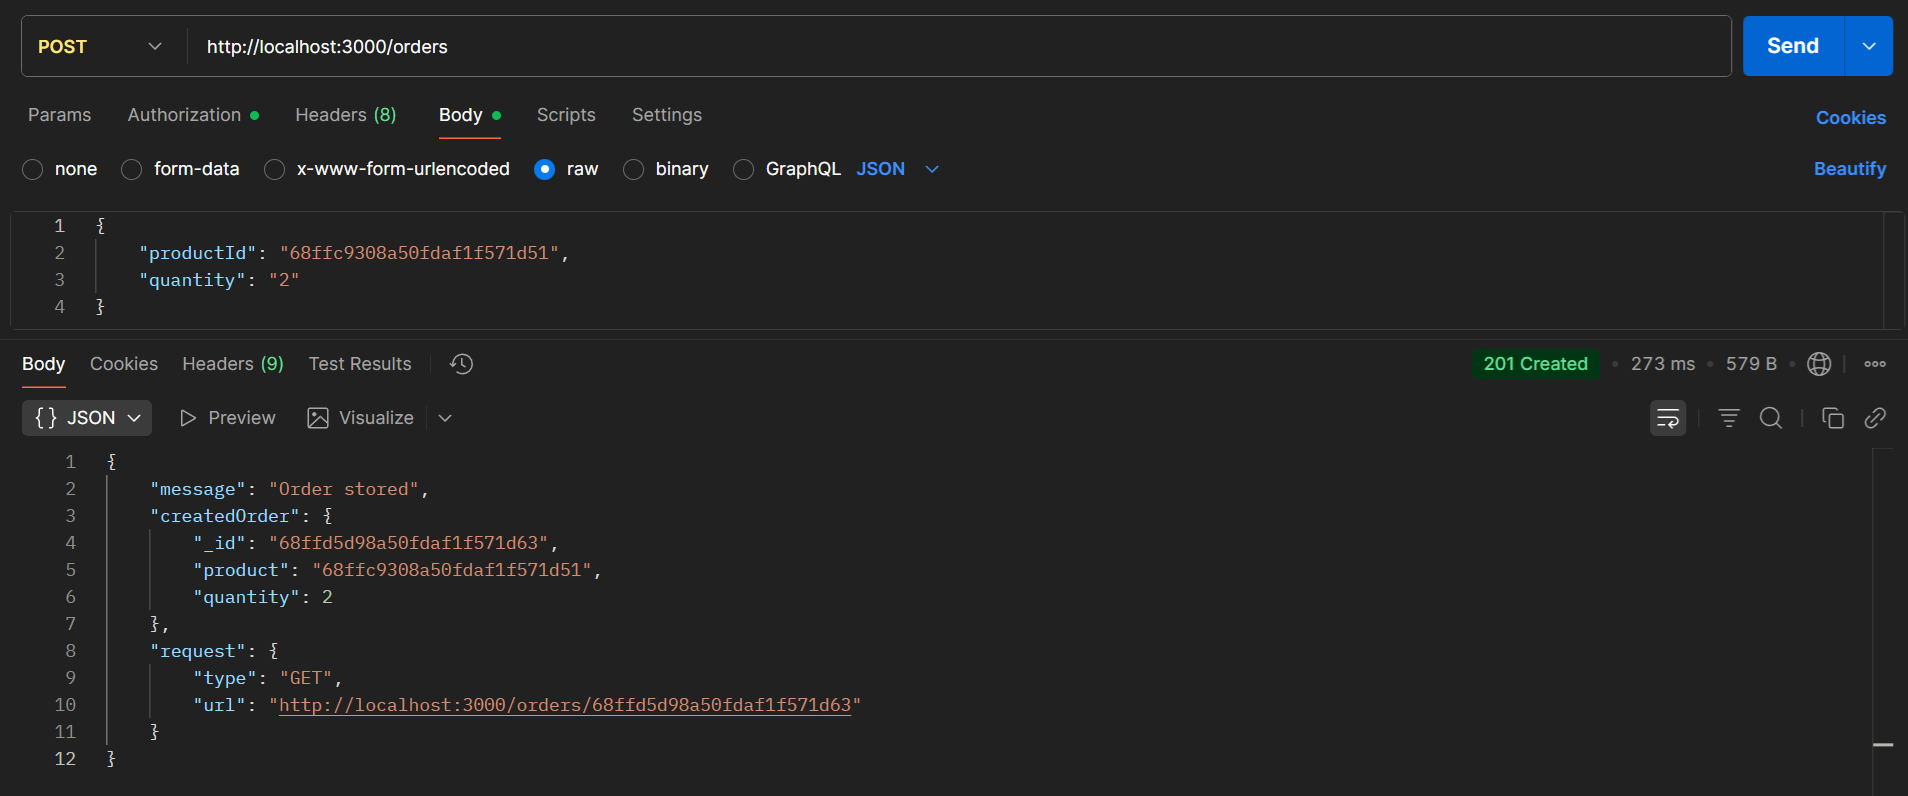 POST http://localhost:3000/orders Send
Params Authorization Headers (8) Body Scripts Settings Cookies
none form-data x-www-form-urlencoded raw binary GraphQL JSON Beautify
1 {
2 "productId": "68ffc9308a50fdaf1f571d51",
3 "quantity": "2"
4 }
Body Cookies Headers (9) Test Results 201 Created • 273 ms • 579 B •
{} JSON Preview Visualize
1 {
2 "message": "Order stored",
3 "createdOrder": {
4 "_id": "68ffd5d98a50fdaf1f571d63",
5 "product": "68ffc9308a50fdaf1f571d51",
6 "quantity": 2
7 },
8 "request": {
9 "type": "GET",
10 "url": "http://localhost:3000/orders/68ffd5d98a50fdaf1f571d63"
11 }
12 }